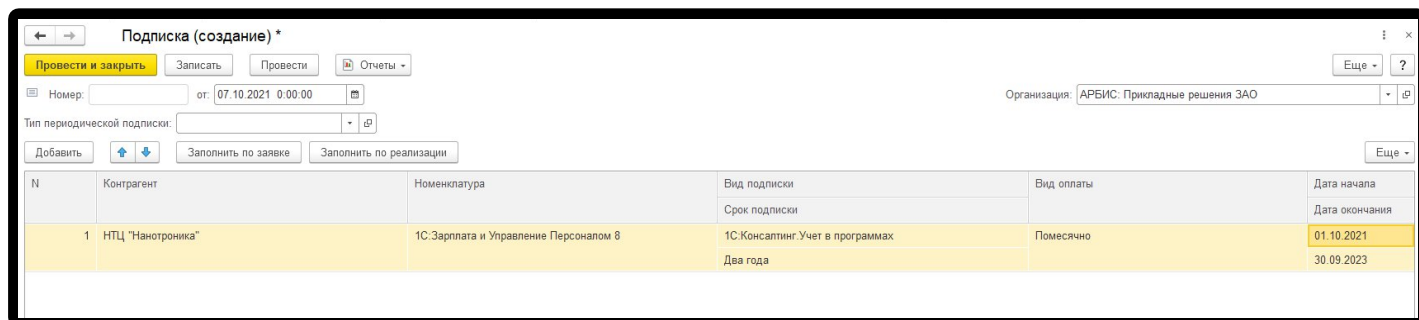 Подписка (создание) *
Провести и закрыть Записать Провести Отчеты Еще ?
Номер: от: 07.10.2021 0:00:00 Организация: АРБИС: Прикладные решения ЗАО
Тип периодической подписки:
Добавить Заполнить по заявке Заполнить по реализации Еще
N Контрагент Номенклатура Вид подписки Вид оплаты Дата начала
Срок подписки Дата окончания
1 НТЦ "Нанотроника" 1С:Зарплата и Управление Персоналом 8 1С:Консалтинг.Учет в программах Помесячно 01.10.2021
Два года 30.09.2023